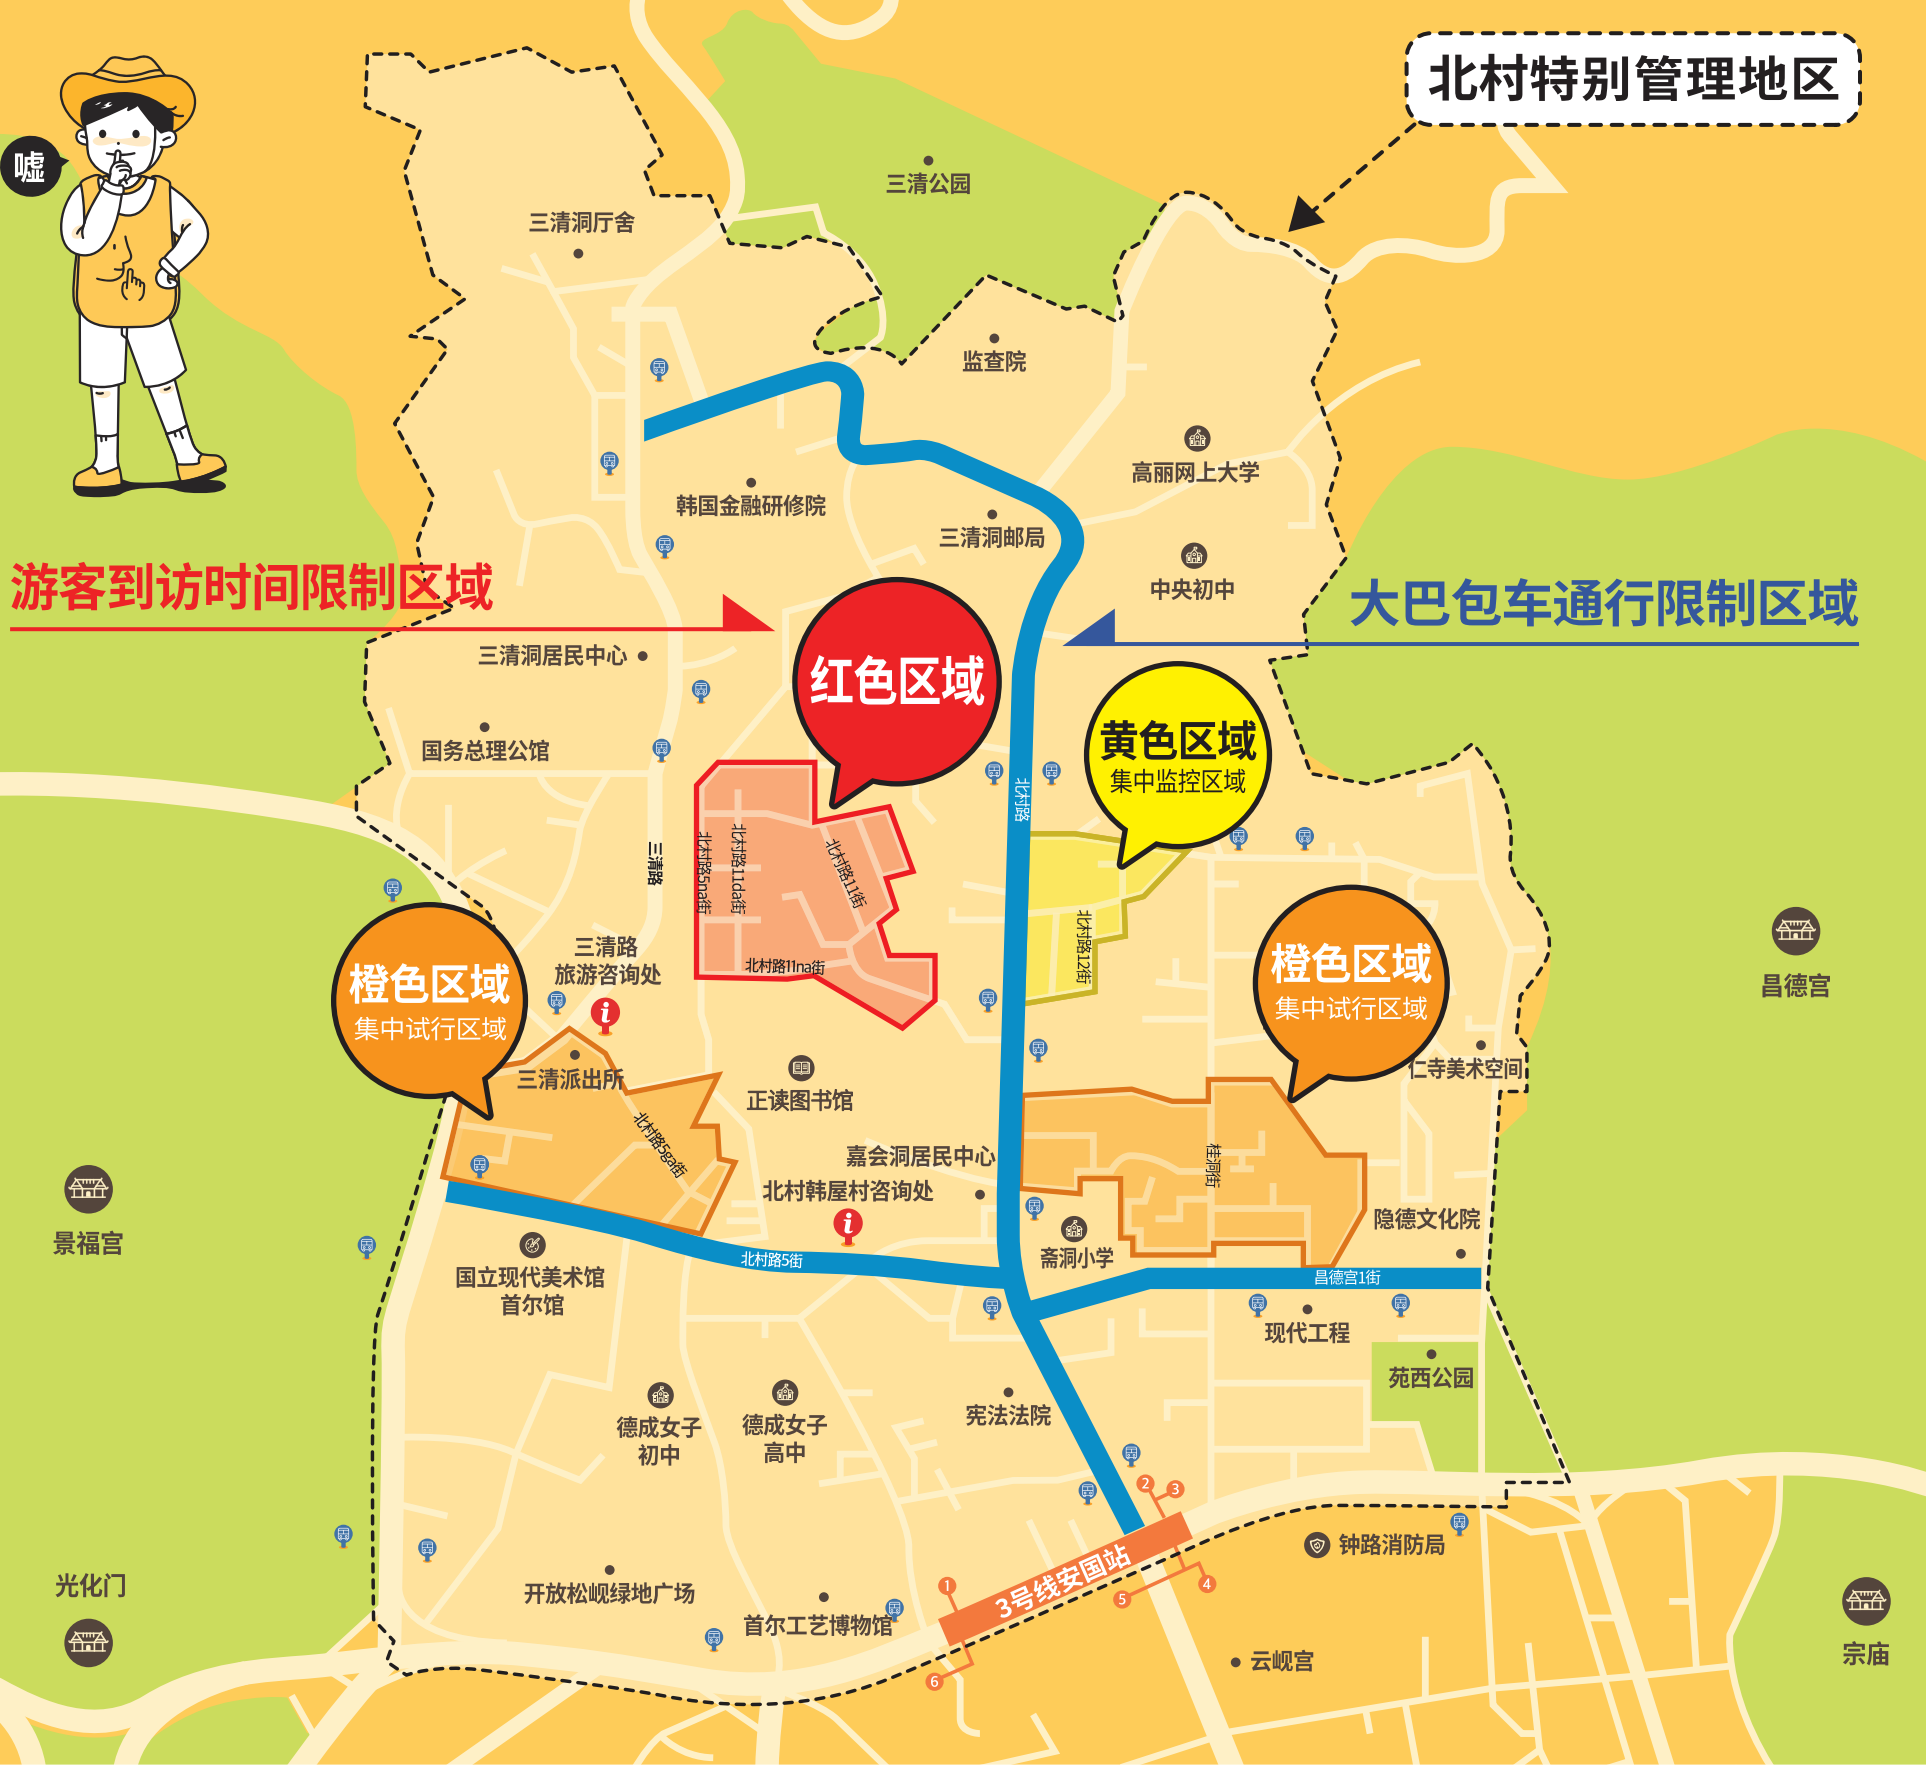 北村特别管理地区
嘘
三清公园
三清洞厅舍
监查院
高丽网上大学
韩国金融研修院
三清洞邮局
中央初中
游客到访时间限制区域
大巴包车通行限制区域
三清洞居民中心
红色区域
国务总理公馆
黄色区域
集中监控区域
北村路
三清路
北村路5na街
北村路11da街
北村路11街
北村路12街
北村路11na街
三清路
旅游咨询处
橙色区域
集中试行区域
橙色区域
集中试行区域
昌德宫
仁寺美术空间
三清派出所
正读图书馆
北村路5ga街
嘉会洞居民中心
桂洞街
北村韩屋村咨询处
景福宫
隐德文化院
斋洞小学
北村路5街
国立现代美术馆
首尔馆
昌德宫1街
现代工程
苑西公园
德成女子
初中
德成女子
高中
宪法法院
2
3
钟路消防局
光化门
3号线安国站
1
4
5
6
开放松岘绿地广场
首尔工艺博物馆
云岘宫
宗庙